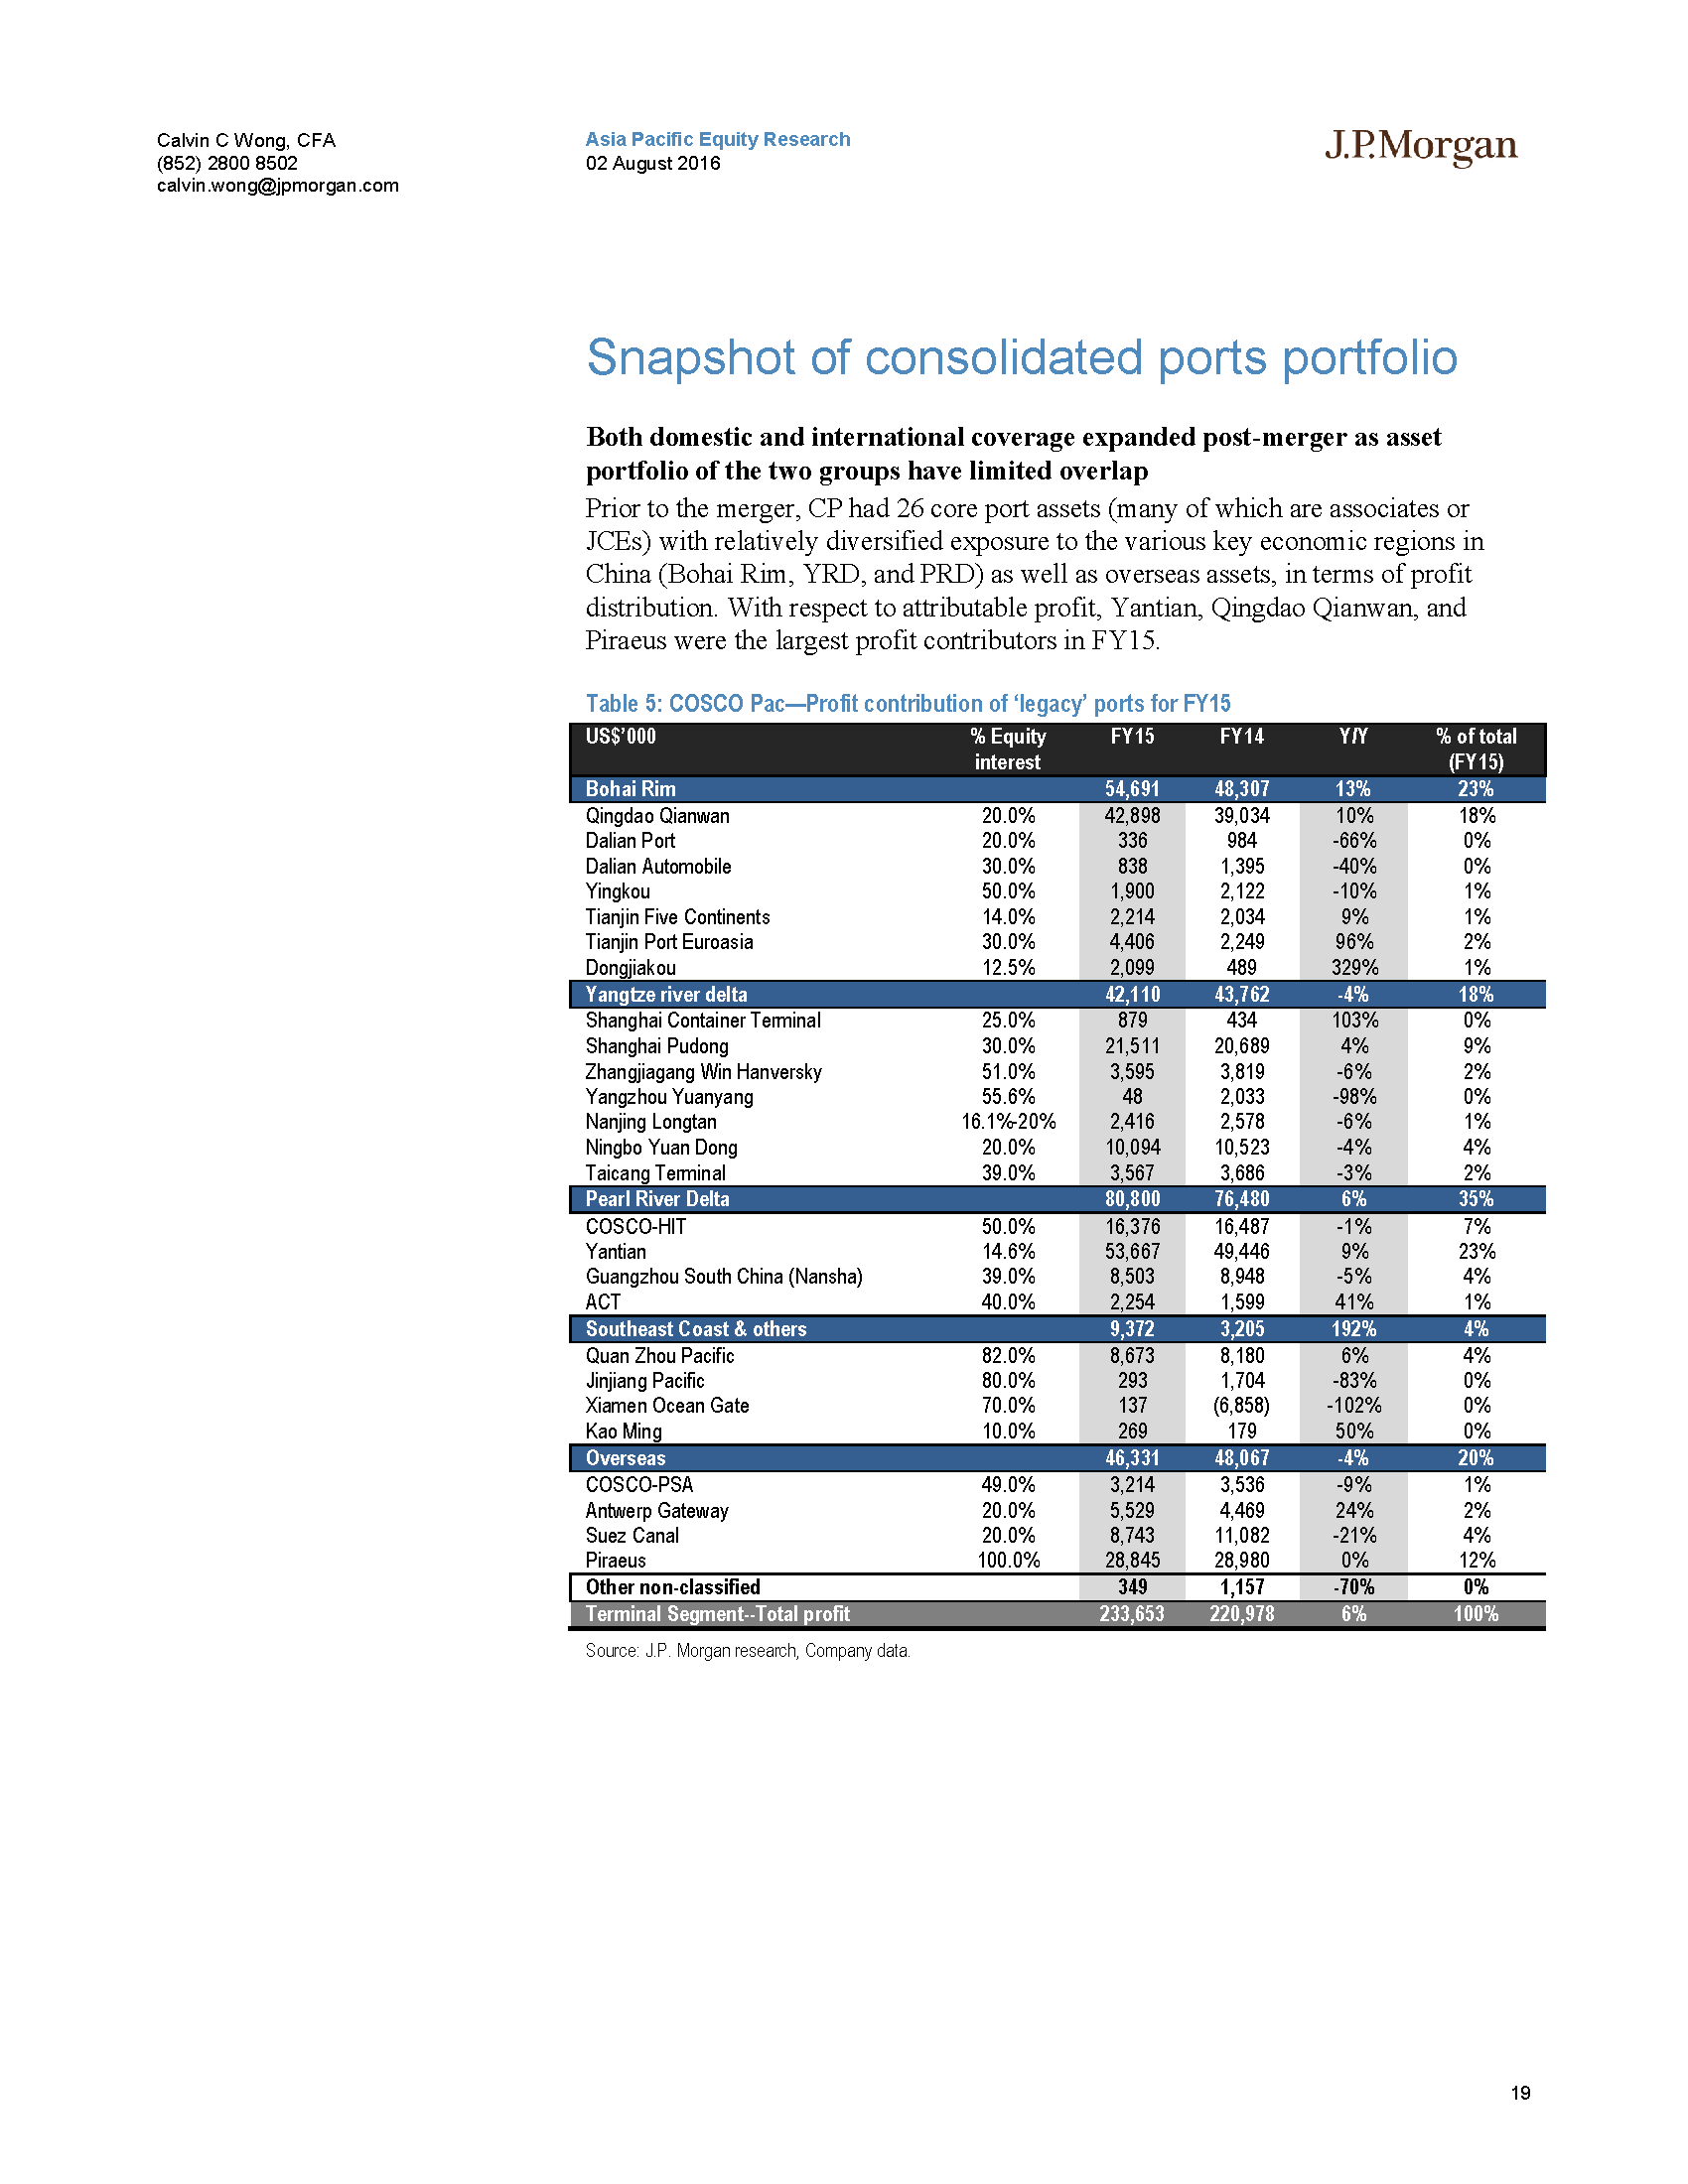 Calvin C Wong, CFA
(852) 2800 8502
calvin.wong@jpmorgan.com
Asia Pacific Equity Research
02 August 2016
J.P.Morgan
Snapshot of consolidated ports portfolio
Both domestic and international coverage expanded post-merger as asset
portfolio of the two groups have limited overlap
Prior to the merger, CP had 26 core port assets (many of which are associates or
JCEs) with relatively diversified exposure to the various key economic regions in
China (Bohai Rim, YRD, and PRD) as well as overseas assets, in terms of profit
distribution. With respect to attributable profit, Yantian, Qingdao Qianwan, and
Piraeus were the largest profit contributors in FY15.
Table 5: COSCO Pac—Profit contribution of ‘legacy’ ports for FY15
US$’000 % Equity FY15 FY14 Y/Y % of total
interest (FY15)
Bohai Rim 54,691 48,307 13% 23%
Qingdao Qianwan 20.0% 42,898 39,034 10% 18%
Dalian Port 20.0% 336 984 -66% 0%
Dalian Automobile 30.0% 838 1,395 -40% 0%
Yingkou 50.0% 1,900 2,122 -10% 1%
Tianjin Five Continents 14.0% 2,214 2,034 9% 1%
Tianjin Port Euroasia 30.0% 4,406 2,249 96% 2%
Dongjiakou 12.5% 2,099 489 329% 1%
Yangtze river delta 42,110 43,762 -4% 18%
Shanghai Container Terminal 25.0% 879 434 103% 0%
Shanghai Pudong 30.0% 21,511 20,689 4% 9%
Zhangjiagang Win Hanversky 51.0% 3,595 3,819 -6% 2%
Yangzhou Yuanyang 55.6% 48 2,033 -98% 0%
Nanjing Longtan 16.1%-20% 2,416 2,578 -6% 1%
Ningbo Yuan Dong 20.0% 10,094 10,523 -4% 4%
Taicang Terminal 39.0% 3,567 3,686 -3% 2%
Pearl River Delta 80,800 76,480 6% 35%
COSCO-HIT 50.0% 16,376 16,487 -1% 7%
Yantian 14.6% 53,667 49,446 9% 23%
Guangzhou South China (Nansha) 39.0% 8,503 8,948 -5% 4%
ACT 40.0% 2,254 1,599 41% 1%
Southeast Coast & others 9,372 3,205 192% 4%
Quan Zhou Pacific 82.0% 8,673 8,180 6% 4%
Jinjiang Pacific 80.0% 293 1,704 -83% 0%
Xiamen Ocean Gate 70.0% 137 (6,858) -102% 0%
Kao Ming 10.0% 269 179 50% 0%
Overseas 46,331 48,067 -4% 20%
COSCO-PSA 49.0% 3,214 3,536 -9% 1%
Antwerp Gateway 20.0% 5,529 4,469 24% 2%
Suez Canal 20.0% 8,743 11,082 -21% 4%
Piraeus 100.0% 28,845 28,980 0% 12%
Other non-classified 349 1,157 -70% 0%
Terminal Segment--Total profit 233,653 220,978 6% 100%
Source: J.P. Morgan research, Company data.
19